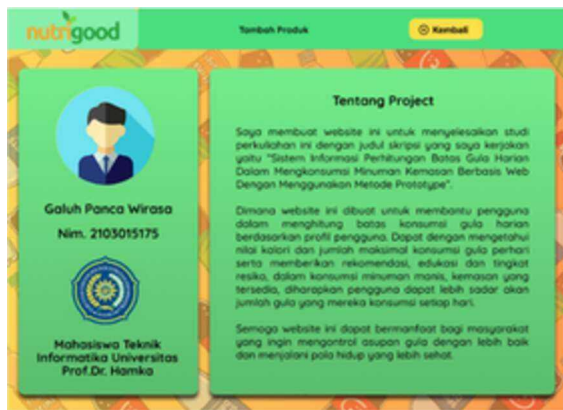 nutrigood
Tambah Produk
Kembali
Galuh Panca Wirasa
Nim. 2103015175
Mahasiswa Teknik
Informatika Universitas
Prof.Dr. Hamka
Tentang Project
Saya membuat website ini untuk menyelesaikan studi
perkuliahan ini dengan judul skripsi yang saya kerjakan
yaitu "Sistem Informasi Perhitungan Batas Gula Harian
Dalam Mengkonsumsi Minuman Kemasan Berbasis Web
Dengan Menggunakan Metode Prototype".
Dimana website ini dibuat untuk membantu pengguna
dalam menghitung batas konsumsi gula harian
berdasarkan profil pengguna. Dapat dengan mengetahui
nilai kalori dan jumlah maksimal konsumsi gula perhari
serta memberikan rekomendasi, edukasi dan tingkat
resiko, dalam konsumsi minuman manis, kemasan yang
tersedia, diharapkan pengguna dapat lebih sadar akan
jumlah gula yang mereka konsumsi setiap hari.
Semoga website ini dapat bermanfaat bagi masyarakat
yang ingin mengontrol asupan gula dengan lebih baik
dan menjalani pola hidup yang lebih sehat.